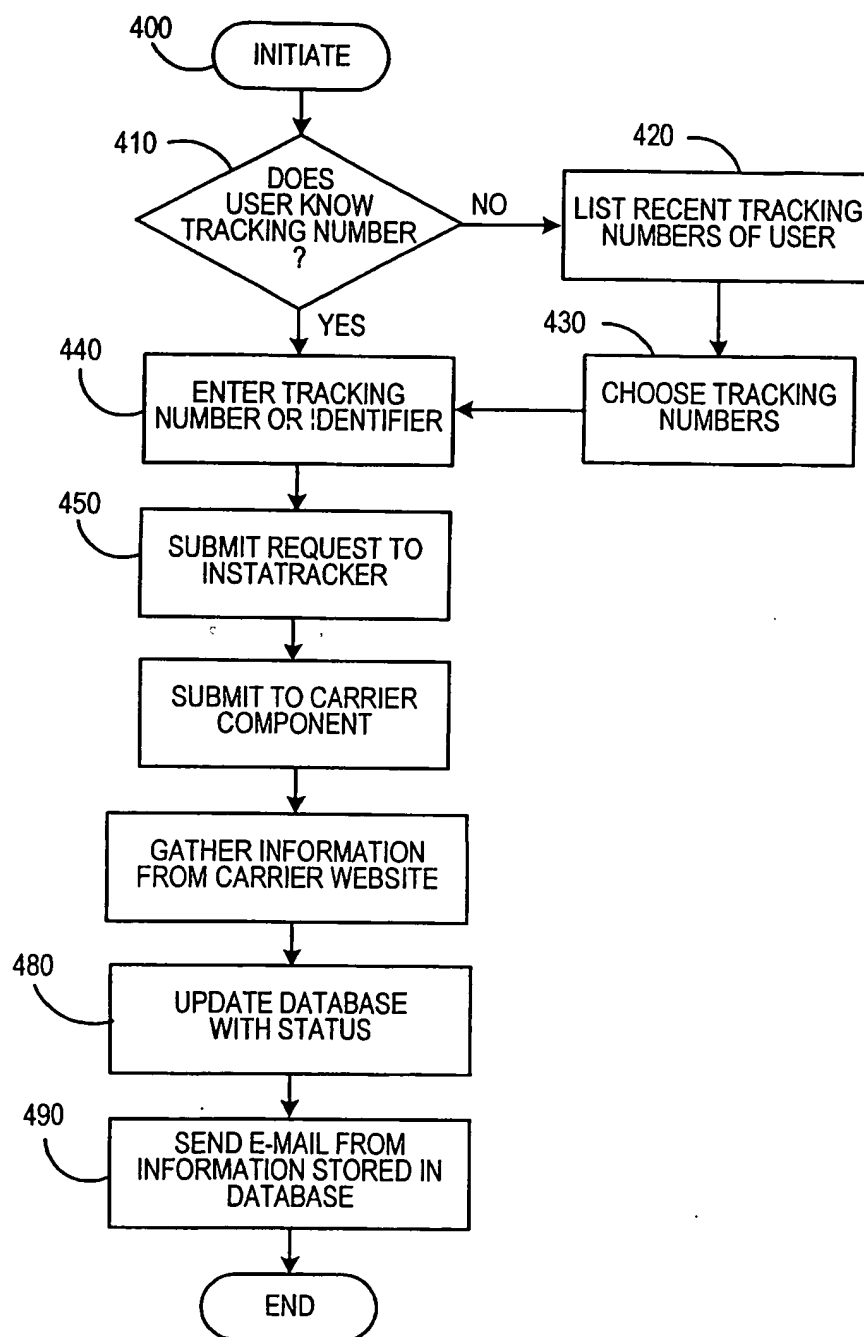 400
INITIATE
410
DOES
USER KNOW
TRACKING NUMBER
?
NO
420
LIST RECENT TRACKING
NUMBERS OF USER
YES
430
CHOOSE TRACKING
NUMBERS
440
ENTER TRACKING
NUMBER OR IDENTIFIER
450
SUBMIT REQUEST TO
INSTATRACKER
SUBMIT TO CARRIER
COMPONENT
GATHER INFORMATION
FROM CARRIER WEBSITE
480
UPDATE DATABASE
WITH STATUS
490
SEND E-MAIL FROM
INFORMATION STORED IN
DATABASE
END